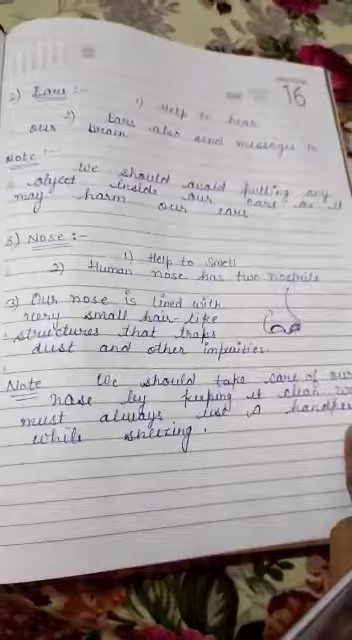 16
2) Ears :-
1) Help to hear
2) Ears also send messages to
our brain
Note :-
We should avoid putting any
object inside our ears as it
may harm our ears
3) Nose :-
1) Help to smell
2) Human nose has two nostrils
3) Our nose is lined with
very small hair-like
structures that traps
dust and other impuities.
Note We should take care of our
nose by keeping it clean we
must always use a
while sneezing.